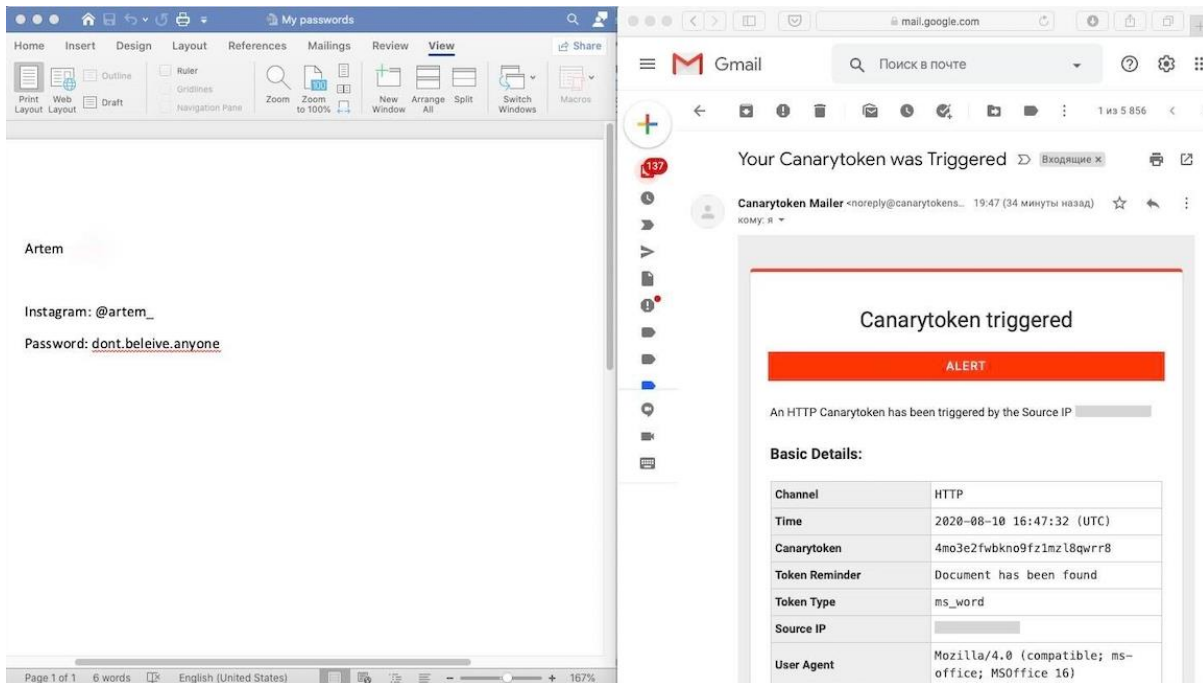 My passwords
Home Insert Design Layout References Mailings Review View Share
Print Layout
Web Layout
Outline
Draft
Ruler
Gridlines
Navigation Pane
Zoom
Zoom to 100%
100
New Window
Arrange All
Split
Switch Windows
Macros
Artem
Instagram: @artem_
Password: dont.beleive.anyone
Page 1 of 1 6 words English (United States) 167%
mail.google.com
Gmail
Поиск в почте
1 из 5 856
137
Your Canarytoken was Triggered Входящие ×
Canarytoken Mailer <noreply@canarytokens... 19:47 (34 минуты назад)
кому: я
Canarytoken triggered
ALERT
An HTTP Canarytoken has been triggered by the Source IP
Basic Details:
Channel HTTP
Time 2020-08-10 16:47:32 (UTC)
Canarytoken 4mo3e2fwbkno9fz1mzl8qwrr8
Token Reminder Document has been found
Token Type ms_word
Source IP
User Agent Mozilla/4.0 (compatible; ms-
office; MSOffice 16)